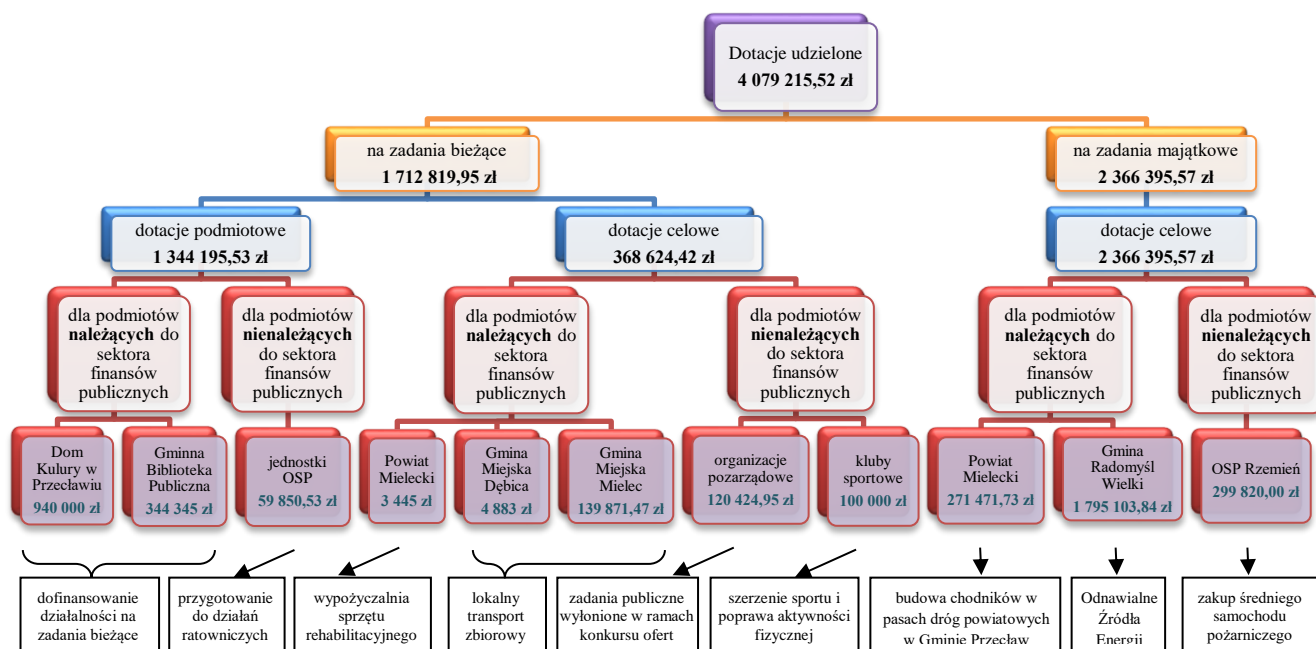 Dotacje udzielone
4 079 215,52 zł
na zadania bieżące
1 712 819,95 zł
na zadania majątkowe
2 366 395,57 zł
dotacje podmiotowe
1 344 195,53 zł
dotacje celowe
368 624,42 zł
dotacje celowe
2 366 395,57 zł
dla podmiotów
należących do
sektora
finansów
publicznych
dla podmiotów
nienależących
do sektora
finansów
publicznych
dla podmiotów
należących do
sektora
finansów
publicznych
dla podmiotów
nienależących
do sektora
finansów
publicznych
dla podmiotów
należących do
sektora
finansów
publicznych
dla podmiotów
nienależących
do sektora
finansów
publicznych
Dom
Kulury w
Przecławiu
940 000 zł
Gminna
Biblioteka
Publiczna
344 345 zł
jednostki
OSP
59 850,53 zł
Powiat
Mielecki
3 445 zł
Gmina
Miejska
Dębica
4 883 zł
Gmina
Miejska
Mielec
139 871,47 zł
organizacje
pozarządowe
120 424,95 zł
kluby
sportowe
100 000 zł
Powiat
Mielecki
271 471,73 zł
Gmina
Radomyśl
Wielki
1 795 103,84 zł
OSP Rzemień
299 820,00 zł
dofinansowanie
działalności na
zadania bieżące
przygotowanie
do działań
ratowniczych
wypożyczalnia
sprzętu
rehabilitacyjnego
lokalny
transport
zbiorowy
zadania publiczne
wyłonione w ramach
konkursu ofert
szerzenie sportu i
poprawa aktywności
fizycznej
budowa chodników w
pasach dróg powiatowych
w Gminie Przecław
Odnawialne
Źródła
Energii
zakup średniego
samochodu
pożarniczego